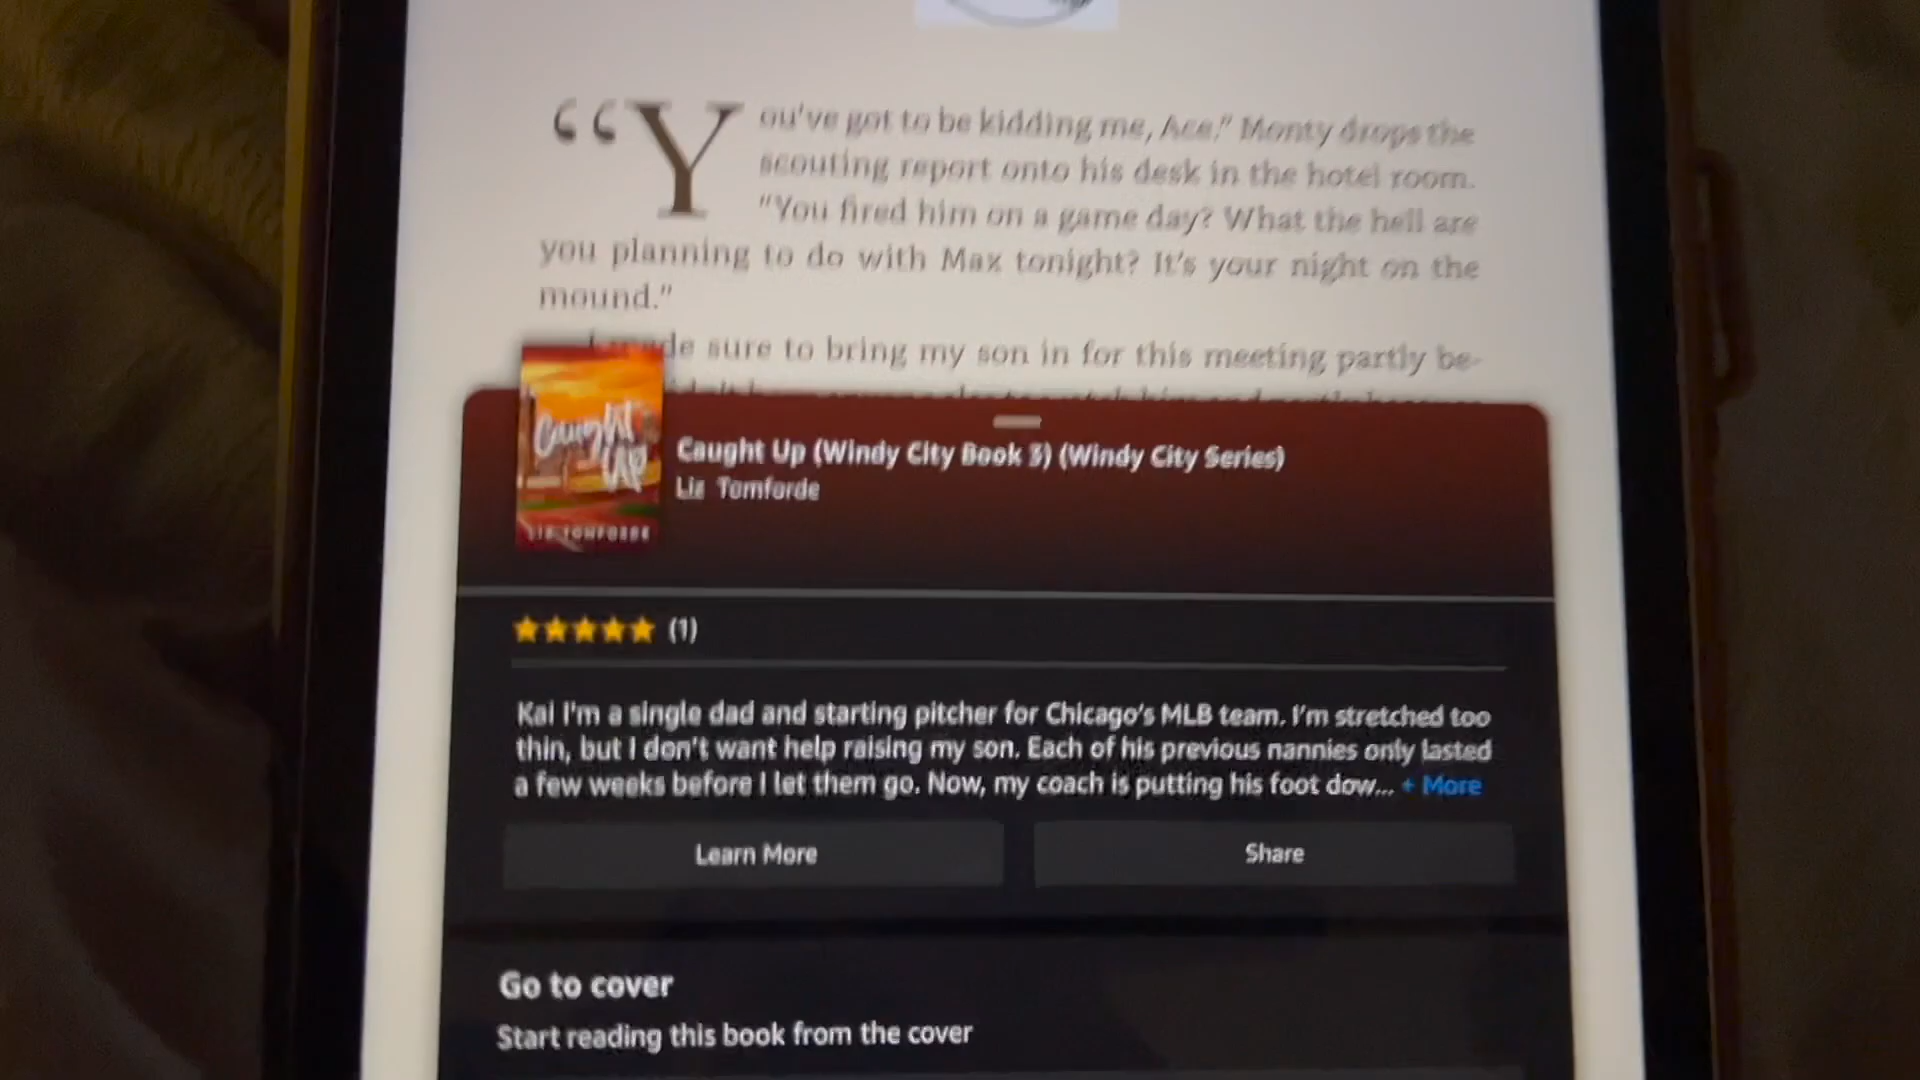 “You've got to be kidding me, Ace.” Monty drops the
scouting report onto his desk in the hotel room.
“You fired him on a game day? What the hell are
you planning to do with Max tonight? It's your night on the
mound.”
sure to bring my son in for this meeting partly be-
Caught Up
LIZ TOMFORDE
Caught Up (Windy City Book 3) (Windy City Series)
Liz Tomforde
(1)
Kai I'm a single dad and starting pitcher for Chicago's MLB team. I'm stretched too
thin, but I don't want help raising my son. Each of his previous nannies only lasted
a few weeks before I let them go. Now, my coach is putting his foot dow... + More
Learn More
Share
Go to cover
Start reading this book from the cover